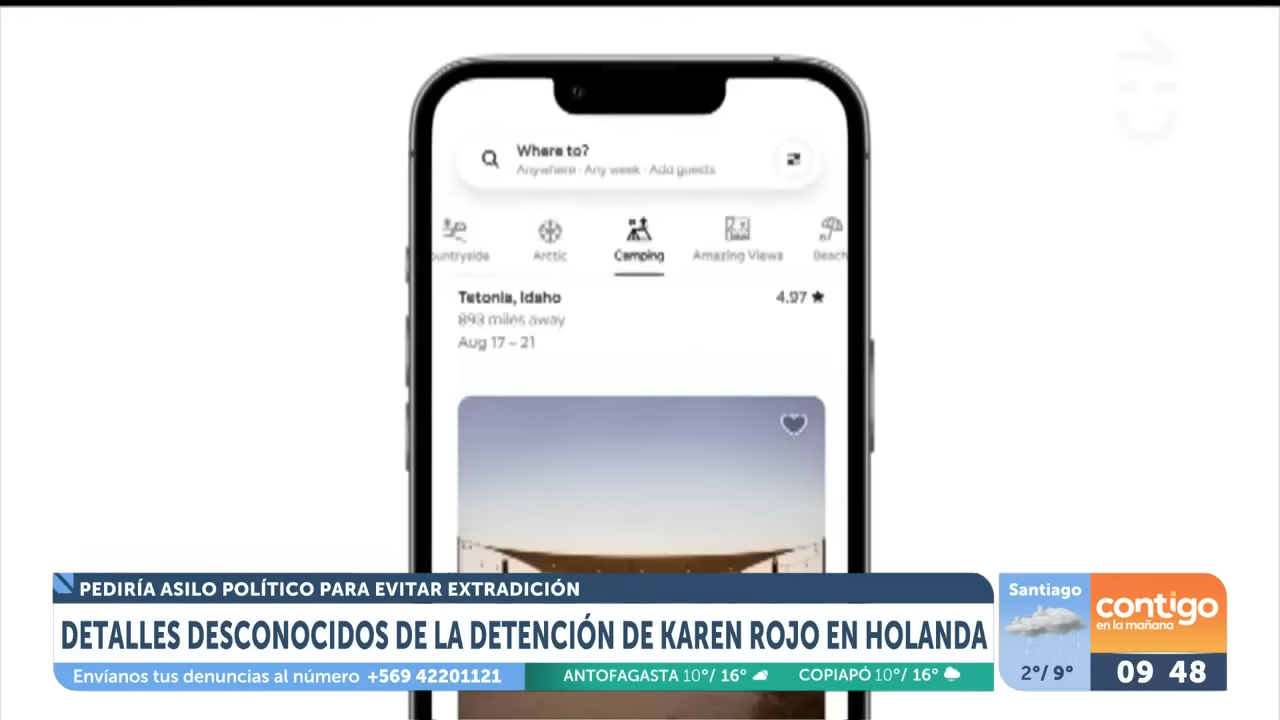 CHV
Where to?
Anywhere · Any week · Add guests
ountryside
Arctic
Camping
Amazing Views
Beach
Tetonia, Idaho
4.97 ★
893 miles away
Aug 17 – 21
PEDIRÍA ASILO POLÍTICO PARA EVITAR EXTRADICIÓN
DETALLES DESCONOCIDOS DE LA DETENCIÓN DE KAREN ROJO EN HOLANDA
Envíanos tus denuncias al número +569 42201121
ANTOFAGASTA 10°/ 16°
COPIAPÓ 10°/ 16°
Santiago
2°/ 9°
contigo
en la mañana
09 48